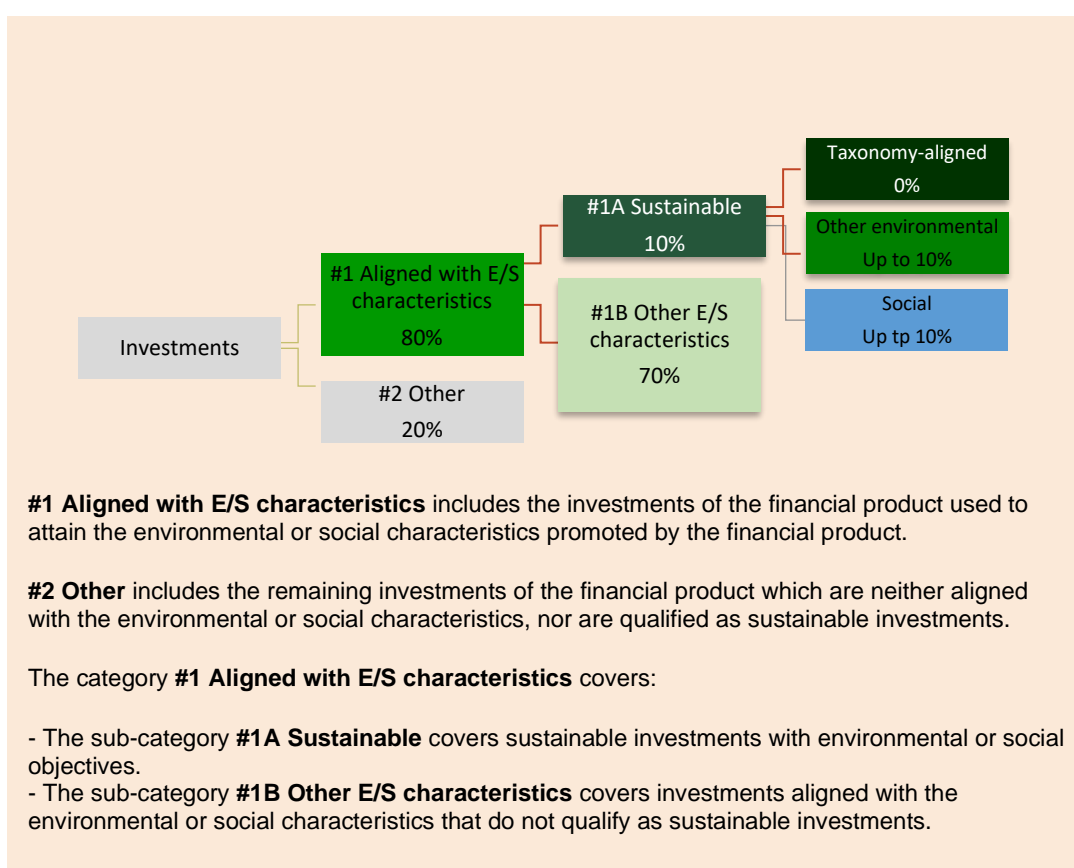 Investments
#1 Aligned with E/S
characteristics
80%
#2 Other
20%
#1A Sustainable
10%
#1B Other E/S
characteristics
70%
Taxonomy-aligned
0%
Other environmental
Up to 10%
Social
Up tp 10%
#1 Aligned with E/S characteristics includes the investments of the financial product used to
attain the environmental or social characteristics promoted by the financial product.
#2 Other includes the remaining investments of the financial product which are neither aligned
with the environmental or social characteristics, nor are qualified as sustainable investments.
The category #1 Aligned with E/S characteristics covers:
- The sub-category #1A Sustainable covers sustainable investments with environmental or social
objectives.
- The sub-category #1B Other E/S characteristics covers investments aligned with the
environmental or social characteristics that do not qualify as sustainable investments.